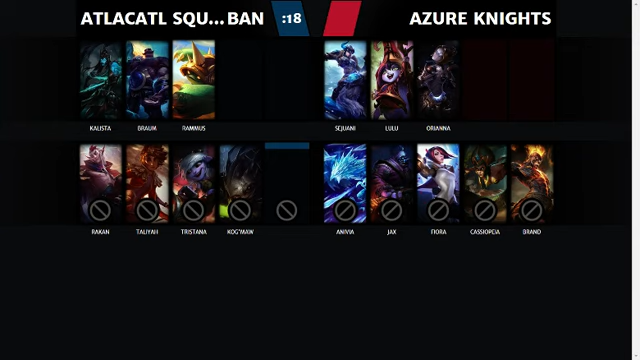 ATLACATL SQU... BAN :18 AZURE KNIGHTS
KALISTA BRAUM RAMMUS SEJUANI LULU ORIANNA
RAKAN TALIYAH TRISTANA KOG'MAW ANIVIA JAX FIORA CASSIOPEIA BRAND